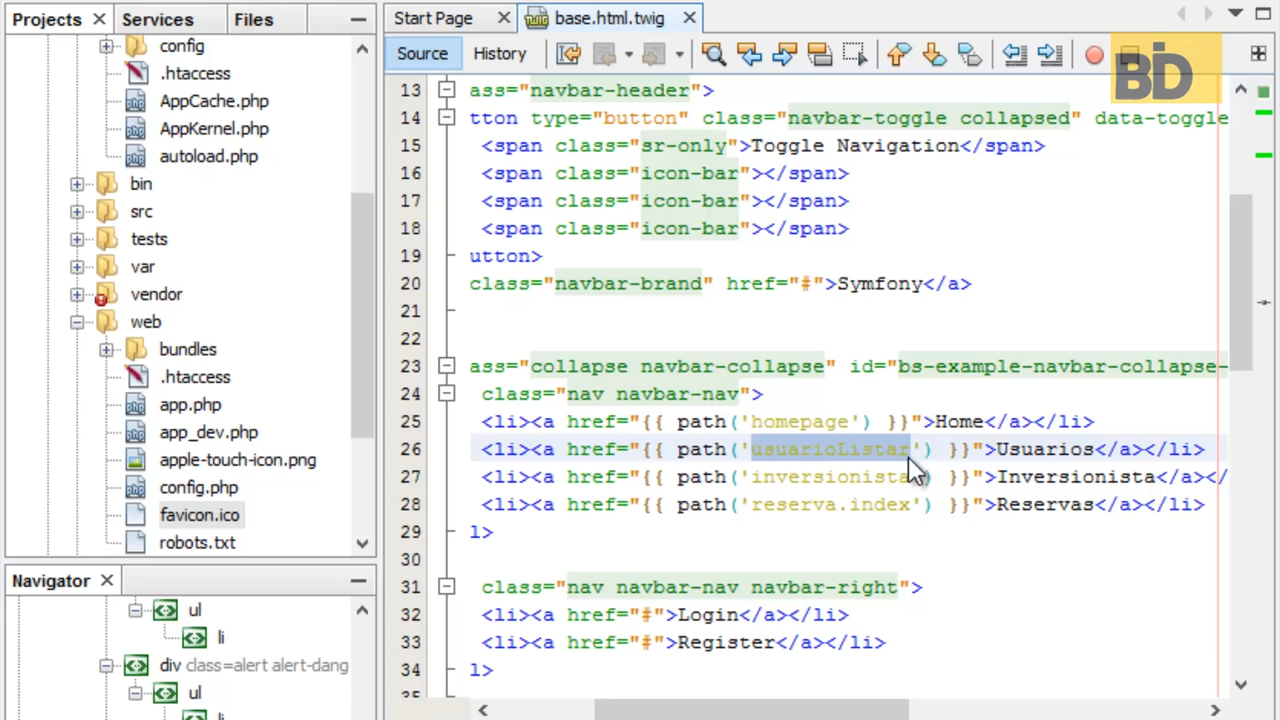 Projects
Services
Files
Start Page
base.html.twig
Source
History
BD
config
.htaccess
AppCache.php
AppKernel.php
autoload.php
bin
src
tests
var
vendor
web
bundles
.htaccess
app.php
app_dev.php
apple-touch-icon.png
config.php
favicon.ico
robots.txt
Navigator
ul
li
div class=alert alert-dang
ul
li
13 ass="navbar-header">
14 tton type="button" class="navbar-toggle collapsed" data-toggle
15 <span class="sr-only">Toggle Navigation</span>
16 <span class="icon-bar"></span>
17 <span class="icon-bar"></span>
18 <span class="icon-bar"></span>
19 utton>
20 class="navbar-brand" href="#">Symfony</a>
21
22
23 ass="collapse navbar-collapse" id="bs-example-navbar-collapse-
24 class="nav navbar-nav">
25 <li><a href="{{ path('homepage') }}">Home</a></li>
26 <li><a href="{{ path('usuarioListar') }}">Usuarios</a></li>
27 <li><a href="{{ path('inversionista') }}">Inversionista</a></
28 <li><a href="{{ path('reserva.index') }}">Reservas</a></li>
29 l>
30
31 class="nav navbar-nav navbar-right">
32 <li><a href="#">Login</a></li>
33 <li><a href="#">Register</a></li>
34 l>
35